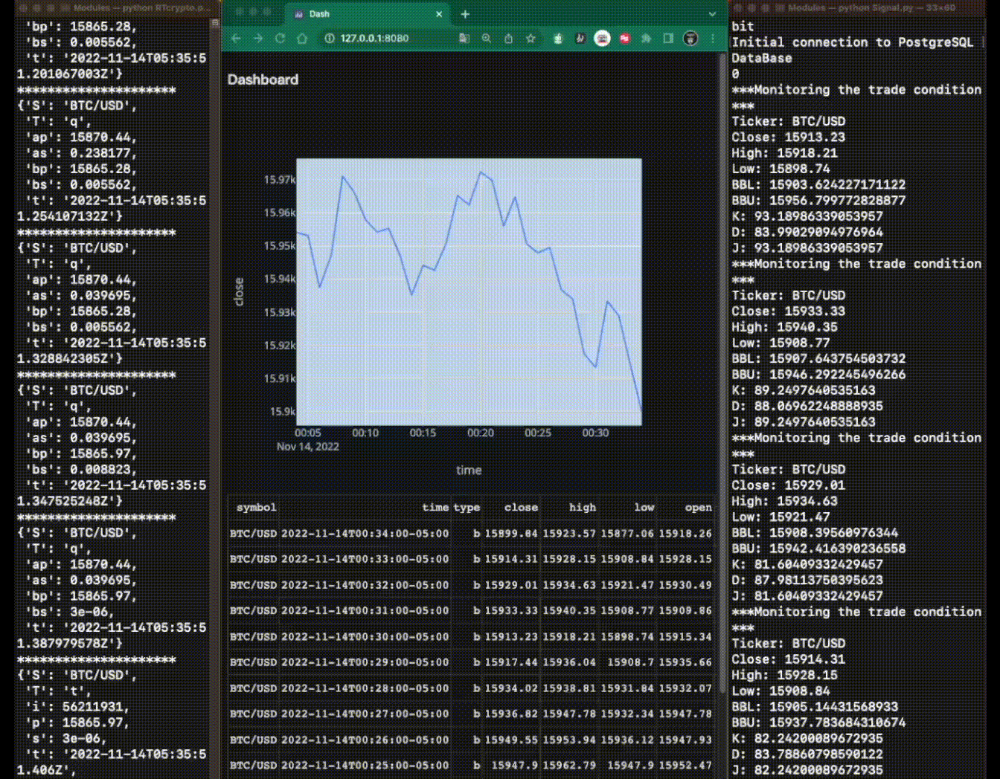 Modules — python RTcrypto.p...
'bp': 15865.28,
'bs': 0.005562,
't': '2022-11-14T05:35:5
1.201067003Z'}
*********************
{'S': 'BTC/USD',
'T': 'q',
'ap': 15870.44,
'as': 0.238177,
'bp': 15865.28,
'bs': 0.005562,
't': '2022-11-14T05:35:5
1.254107132Z'}
*********************
{'S': 'BTC/USD',
'T': 'q',
'ap': 15870.44,
'as': 0.039695,
'bp': 15865.28,
'bs': 0.005562,
't': '2022-11-14T05:35:5
1.328842305Z'}
*********************
{'S': 'BTC/USD',
'T': 'q',
'ap': 15870.44,
'as': 0.039695,
'bp': 15865.97,
'bs': 0.008823,
't': '2022-11-14T05:35:5
1.347525248Z'}
*********************
{'S': 'BTC/USD',
'T': 'q',
'ap': 15870.44,
'as': 0.039695,
'bp': 15865.97,
'bs': 3e-06,
't': '2022-11-14T05:35:5
1.387979578Z'}
*********************
{'S': 'BTC/USD',
'T': 't',
'i': 56211931,
'p': 15865.97,
's': 3e-06,
't': '2022-11-14T05:35:5
1.406Z',
Dash
127.0.0.1:8080
Dashboard
15.97k
15.96k
15.95k
15.94k
15.93k
15.92k
15.91k
15.9k
close
00:05 00:10 00:15 00:20 00:25 00:30
Nov 14, 2022
time
symbol time type close high low open
BTC/USD 2022-11-14T00:34:00-05:00 b 15899.84 15923.57 15877.06 15918.26
BTC/USD 2022-11-14T00:33:00-05:00 b 15914.31 15928.15 15908.84 15928.15
BTC/USD 2022-11-14T00:32:00-05:00 b 15929.01 15934.63 15921.47 15930.49
BTC/USD 2022-11-14T00:31:00-05:00 b 15933.33 15940.35 15908.77 15909.86
BTC/USD 2022-11-14T00:30:00-05:00 b 15913.23 15918.21 15898.74 15915.34
BTC/USD 2022-11-14T00:29:00-05:00 b 15917.44 15936.04 15908.7 15935.66
BTC/USD 2022-11-14T00:28:00-05:00 b 15934.02 15938.81 15931.84 15932.07
BTC/USD 2022-11-14T00:27:00-05:00 b 15936.82 15947.78 15932.34 15947.78
BTC/USD 2022-11-14T00:26:00-05:00 b 15949.55 15953.94 15936.12 15947.93
BTC/USD 2022-11-14T00:25:00-05:00 b 15947.9 15962.79 15947.9 15952.47
Modules — python Signal.py — 33×60
bit
Initial connection to PostgreSQL
DataBase
0
***Monitoring the trade condition
***
Ticker: BTC/USD
Close: 15913.23
High: 15918.21
Low: 15898.74
BBL: 15903.624227171122
BBU: 15956.799772828877
K: 93.18986339053957
D: 83.99029094976964
J: 93.18986339053957
***Monitoring the trade condition
***
Ticker: BTC/USD
Close: 15933.33
High: 15940.35
Low: 15908.77
BBL: 15907.643754503732
BBU: 15946.292245496266
K: 89.2497640535163
D: 88.06962248888935
J: 89.2497640535163
***Monitoring the trade condition
***
Ticker: BTC/USD
Close: 15929.01
High: 15934.63
Low: 15921.47
BBL: 15908.39560976344
BBU: 15942.416390236558
K: 81.60409332429457
D: 87.98113750395623
J: 81.60409332429457
***Monitoring the trade condition
***
Ticker: BTC/USD
Close: 15914.31
High: 15928.15
Low: 15908.84
BBL: 15905.14431568933
BBU: 15937.783684310674
K: 82.24200089672935
D: 83.78860798590122
J: 82.24200089672935